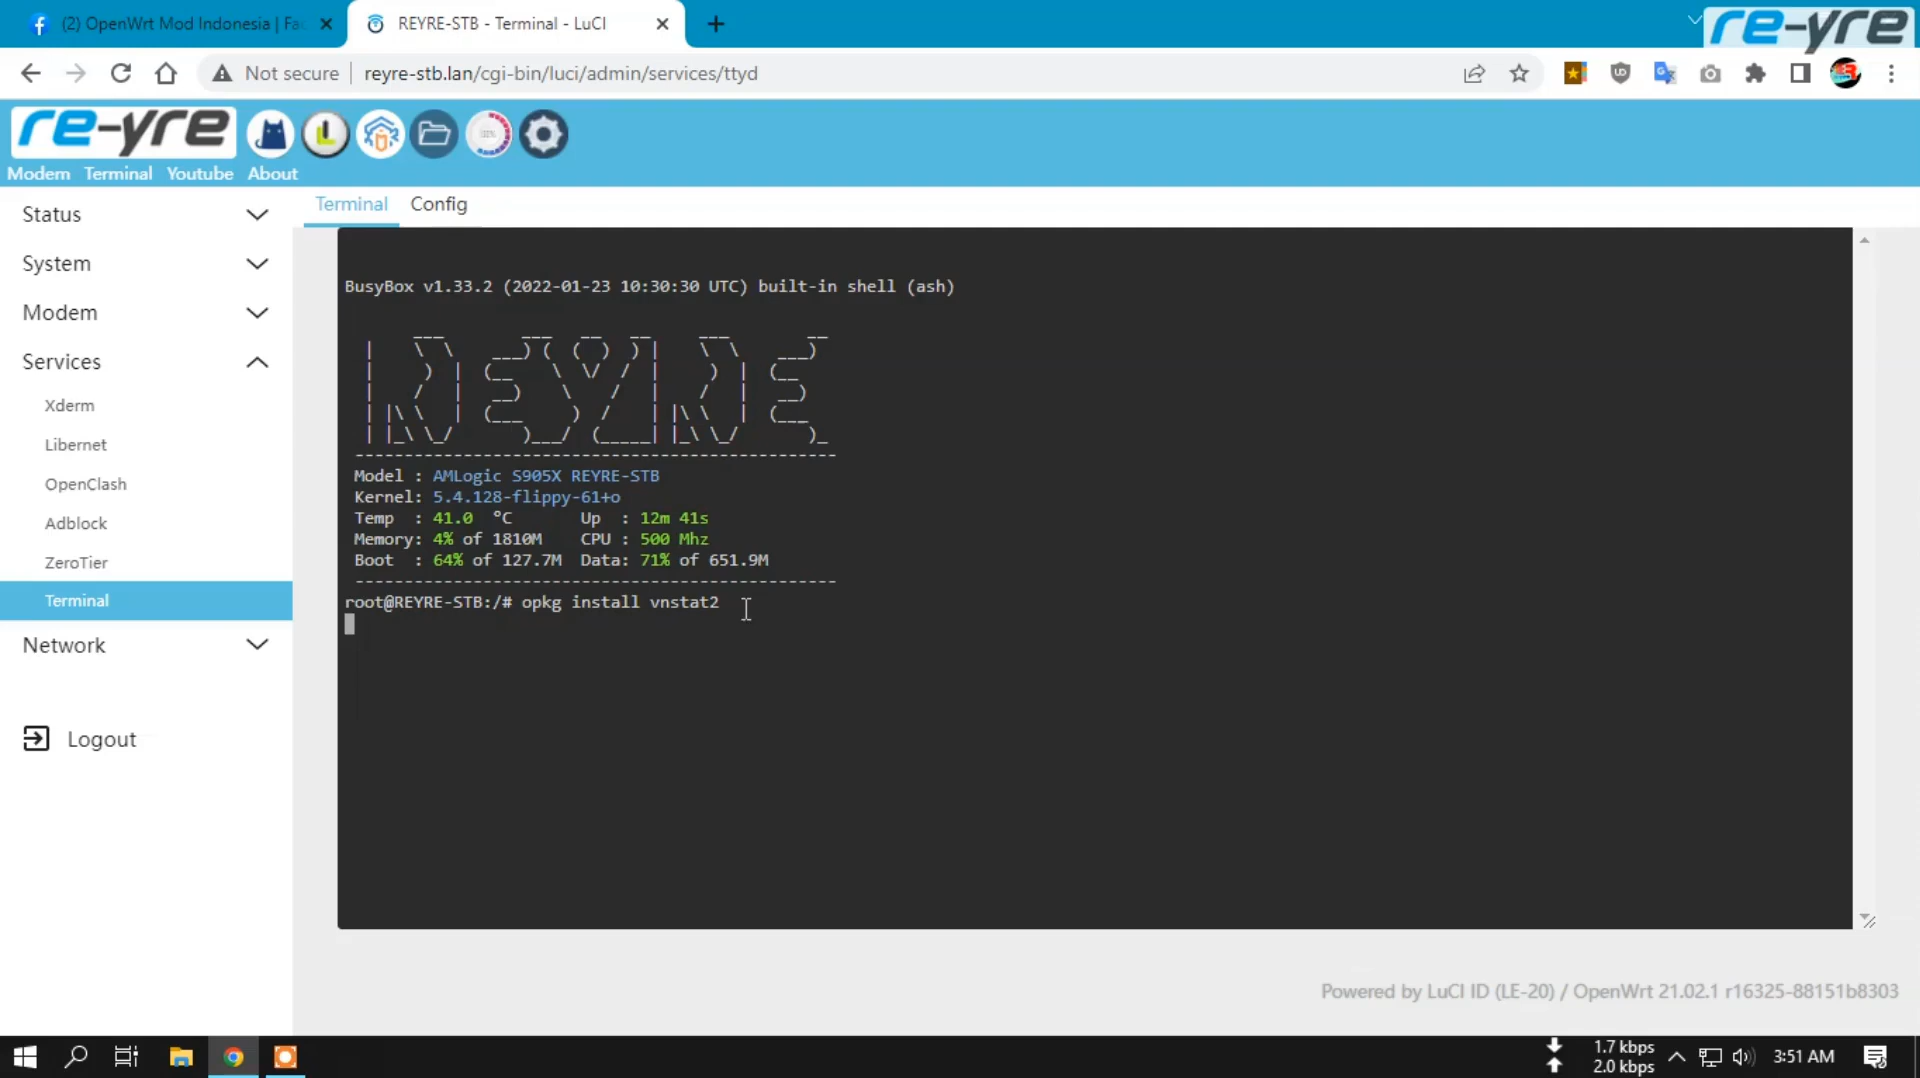 (2) OpenWrt Mod Indonesia | Fa
REYRE-STB - Terminal - LuCI
re-yre
Not secure
reyre-stb.lan/cgi-bin/luci/admin/services/ttyd
re-yre
Modem
Terminal
Youtube
About
Status
System
Modem
Services
Xderm
Libernet
OpenClash
Adblock
ZeroTier
Terminal
Network
Logout
Terminal
Config
BusyBox v1.33.2 (2022-01-23 10:30:30 UTC) built-in shell (ash)
REYRE
Model : AMLogic S905X REYRE-STB
Kernel: 5.4.128-flippy-61+o
Temp : 41.0 °C Up : 12m 41s
Memory: 4% of 1810M CPU : 500 Mhz
Boot : 64% of 127.7M Data: 71% of 651.9M
root@REYRE-STB:/# opkg install vnstat2
Powered by LuCI ID (LE-20) / OpenWrt 21.02.1 r16325-88151b8303
1.7 kbps
2.0 kbps
3:51 AM